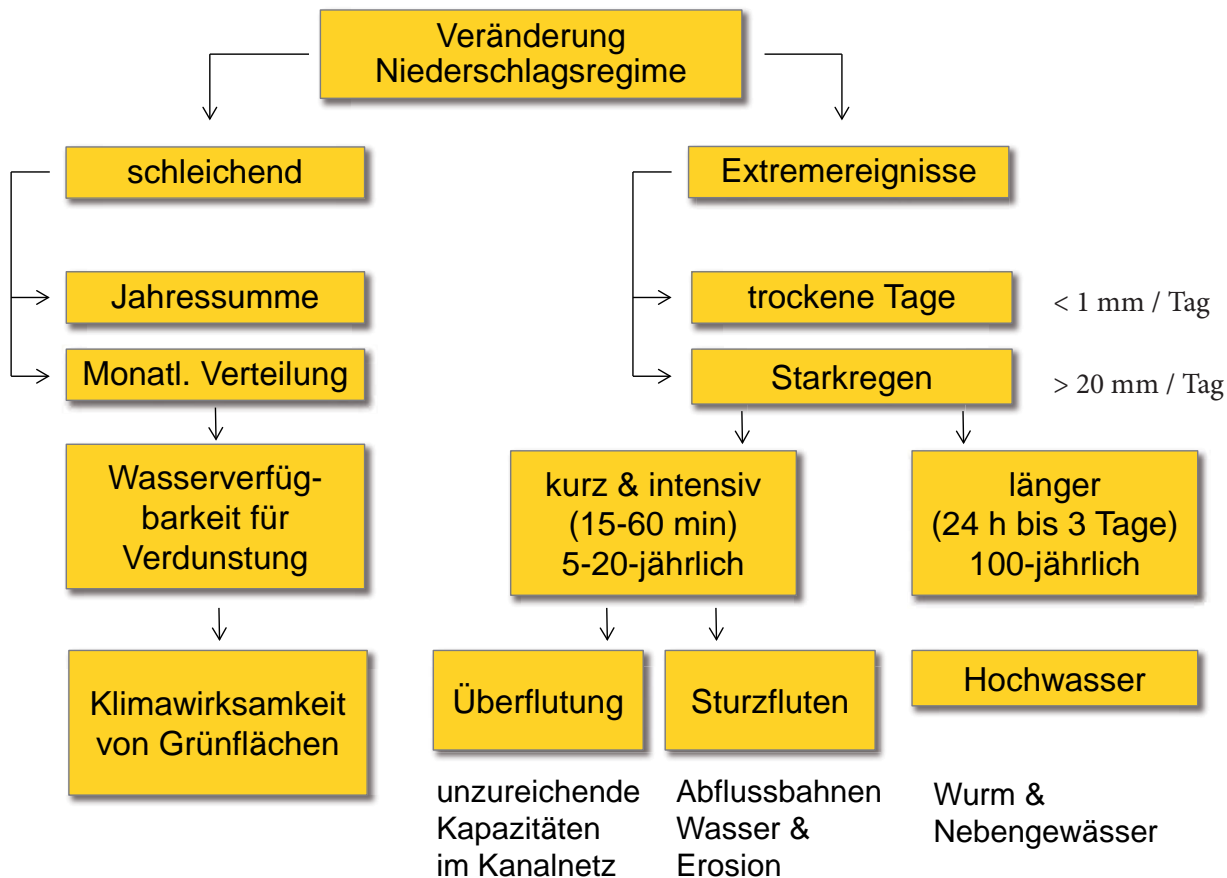 Veränderung
Niederschlagsregime
schleichend
Extremereignisse
Jahressumme
trockene Tage
< 1 mm / Tag
Monatl. Verteilung
Starkregen
> 20 mm / Tag
Wasserverfüg-
barkeit für
Verdunstung
kurz & intensiv
(15-60 min)
5-20-jährlich
länger
(24 h bis 3 Tage)
100-jährlich
Klimawirksamkeit
von Grünflächen
Überflutung
Sturzfluten
Hochwasser
unzureichende
Kapazitäten
im Kanalnetz
Abflussbahnen
Wasser &
Erosion
Wurm &
Nebengewässer